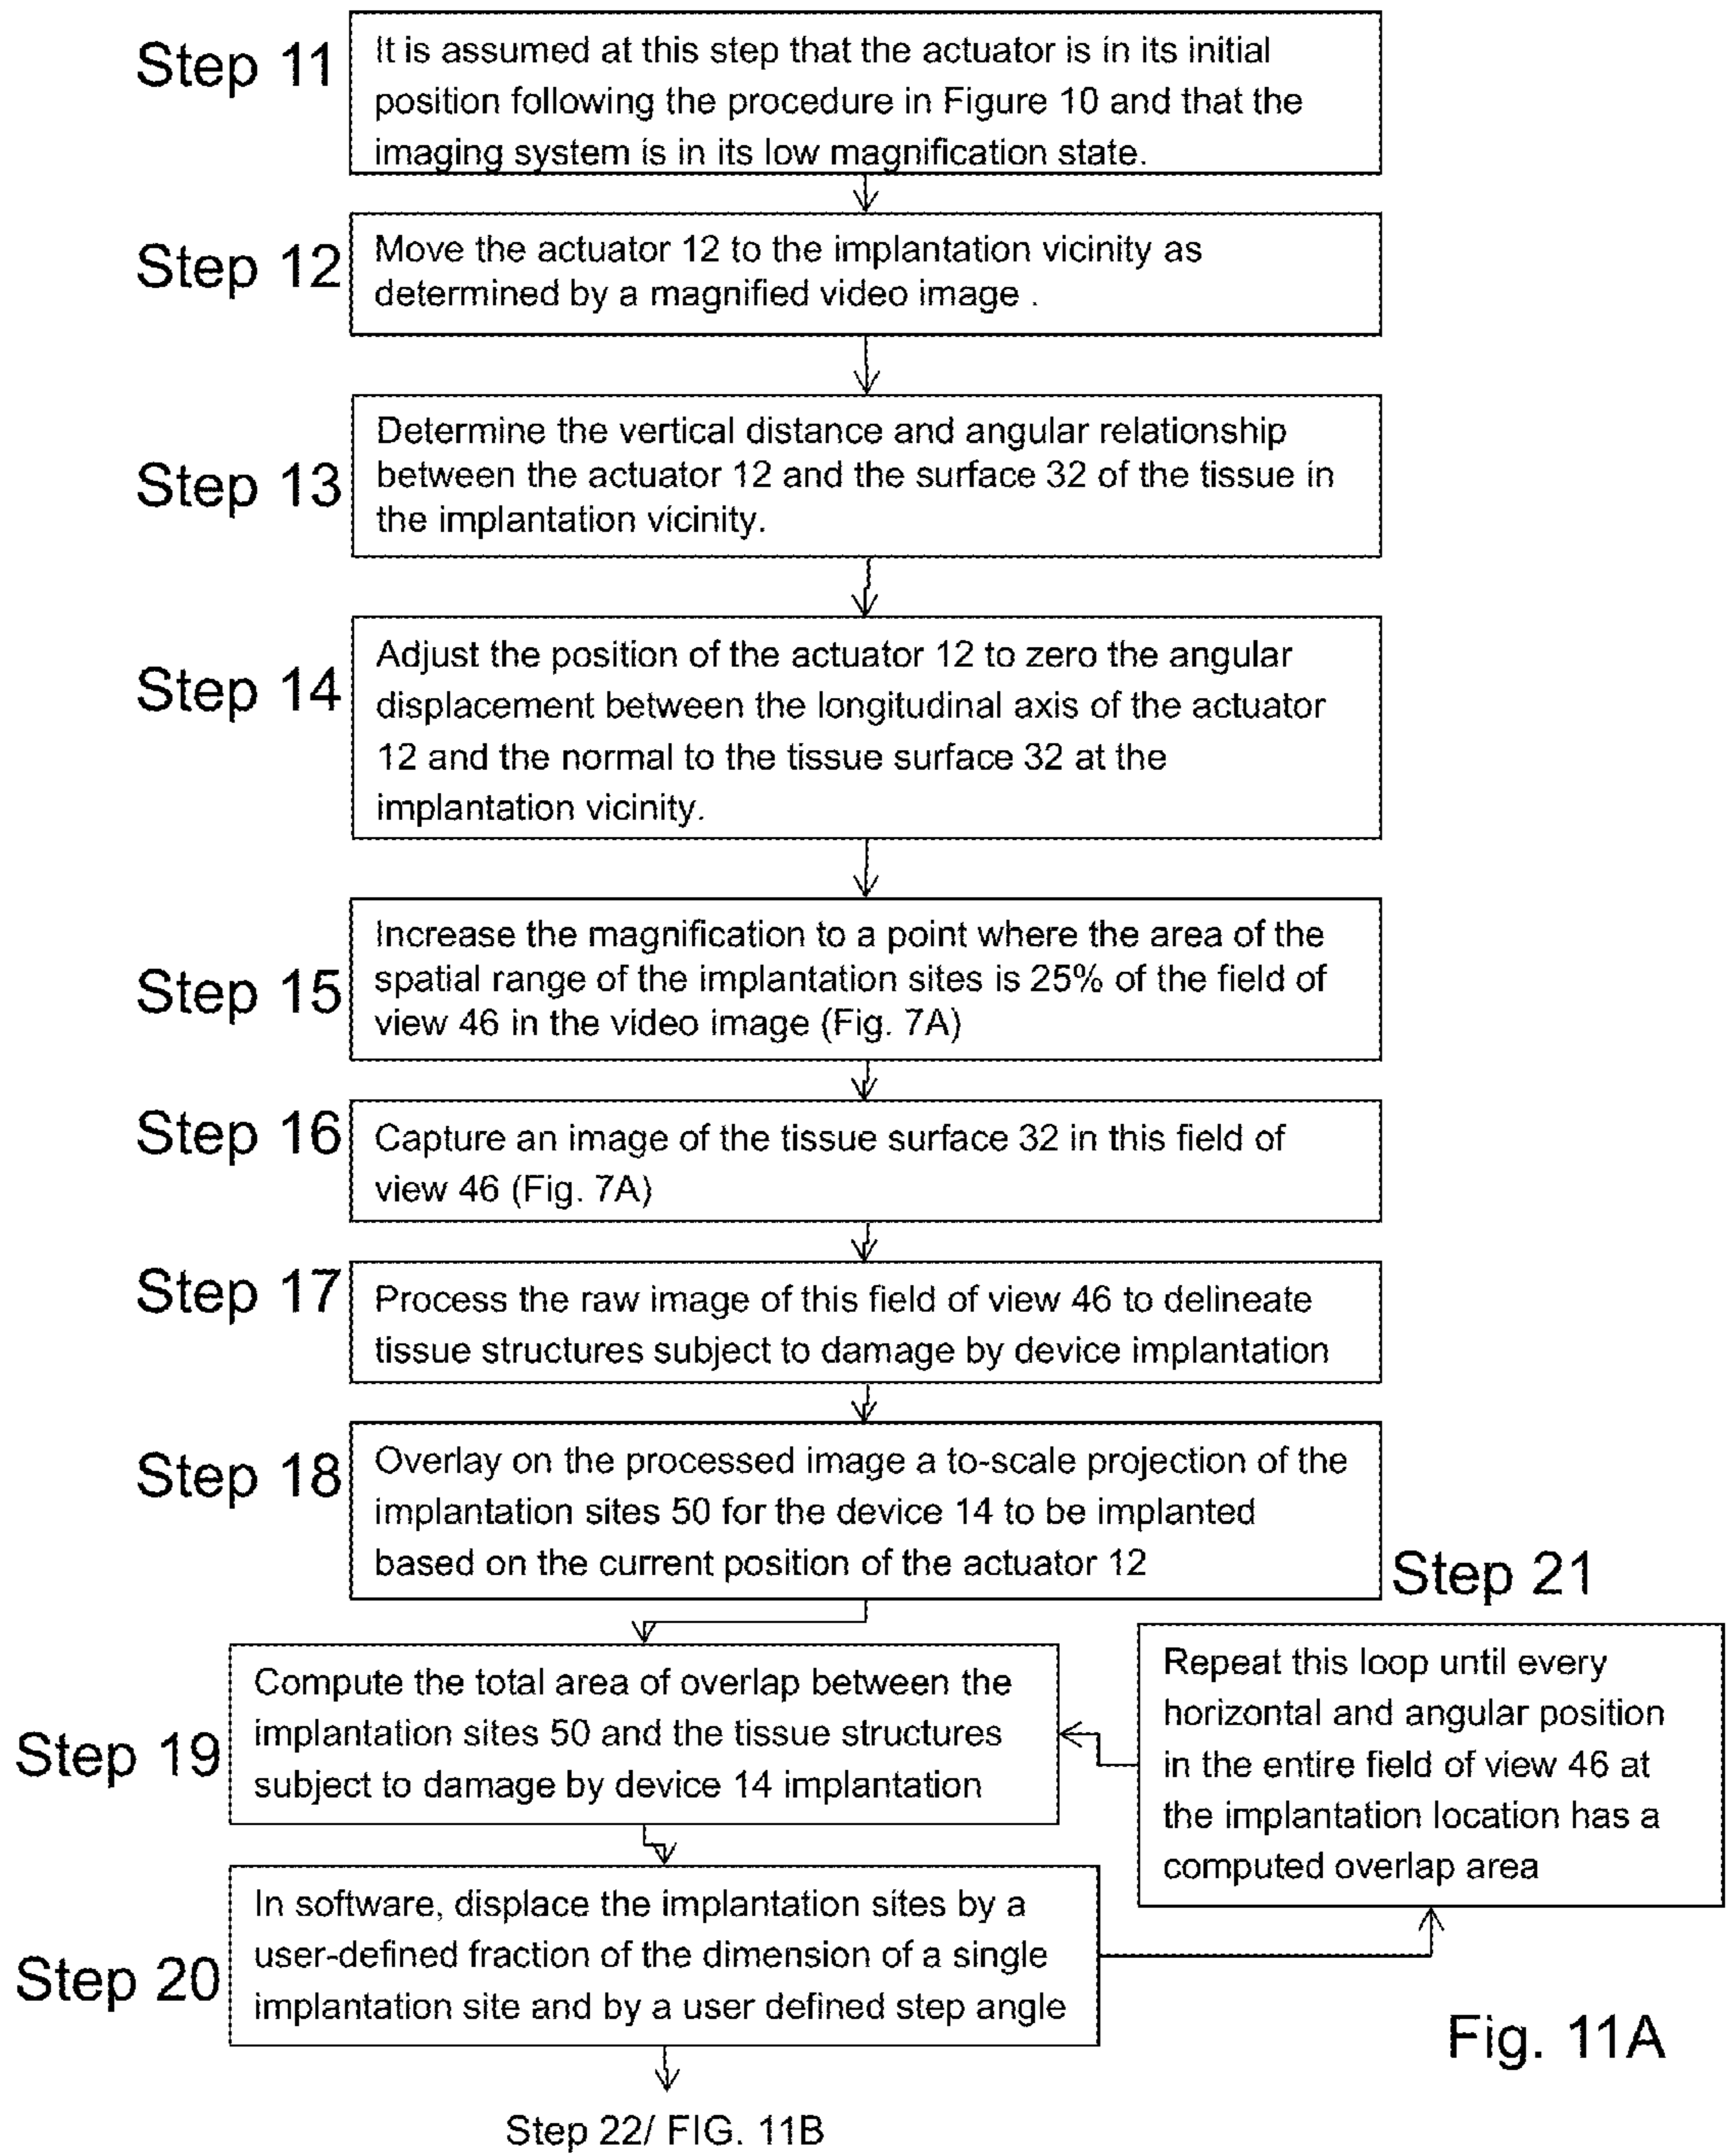 Step 11
It is assumed at this step that the actuator is in its initial
position following the procedure in Figure 10 and that the
imaging system is in its low magnification state.
Step 12
Move the actuator 12 to the implantation vicinity as
determined by a magnified video image .
Step 13
Determine the vertical distance and angular relationship
between the actuator 12 and the surface 32 of the tissue in
the implantation vicinity.
Step 14
Adjust the position of the actuator 12 to zero the angular
displacement between the longitudinal axis of the actuator
12 and the normal to the tissue surface 32 at the
implantation vicinity.
Step 15
Increase the magnification to a point where the area of the
spatial range of the implantation sites is 25% of the field of
view 46 in the video image (Fig. 7A)
Step 16
Capture an image of the tissue surface 32 in this field of
view 46 (Fig. 7A)
Step 17
Process the raw image of this field of view 46 to delineate
tissue structures subject to damage by device implantation
Step 18
Overlay on the processed image a to-scale projection of the
implantation sites 50 for the device 14 to be implanted
based on the current position of the actuator 12
Step 19
Compute the total area of overlap between the
implantation sites 50 and the tissue structures
subject to damage by device 14 implantation
Step 20
In software, displace the implantation sites by a
user-defined fraction of the dimension of a single
implantation site and by a user defined step angle
Step 21
Repeat this loop until every
horizontal and angular position
in the entire field of view 46 at
the implantation location has a
computed overlap area
Step 22/ FIG. 11B
Fig. 11A